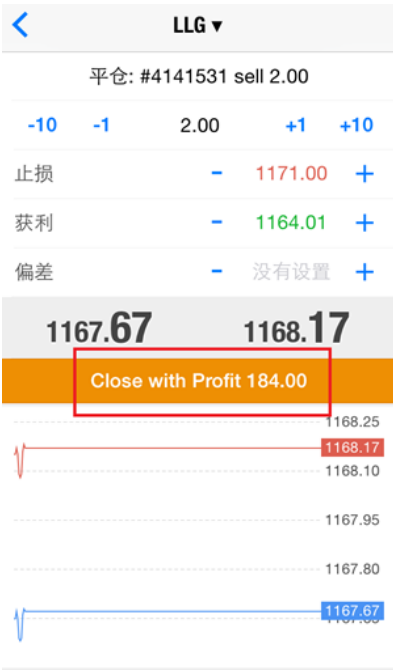 LLG ▾
平仓: #4141531 sell 2.00
-10 -1 2.00 +1 +10
止损 - 1171.00 +
获利 - 1164.01 +
偏差 - 没有设置 +
1167.67 1168.17
Close with Profit 184.00
1168.25
1168.17
1168.10
1167.95
1167.80
1167.67